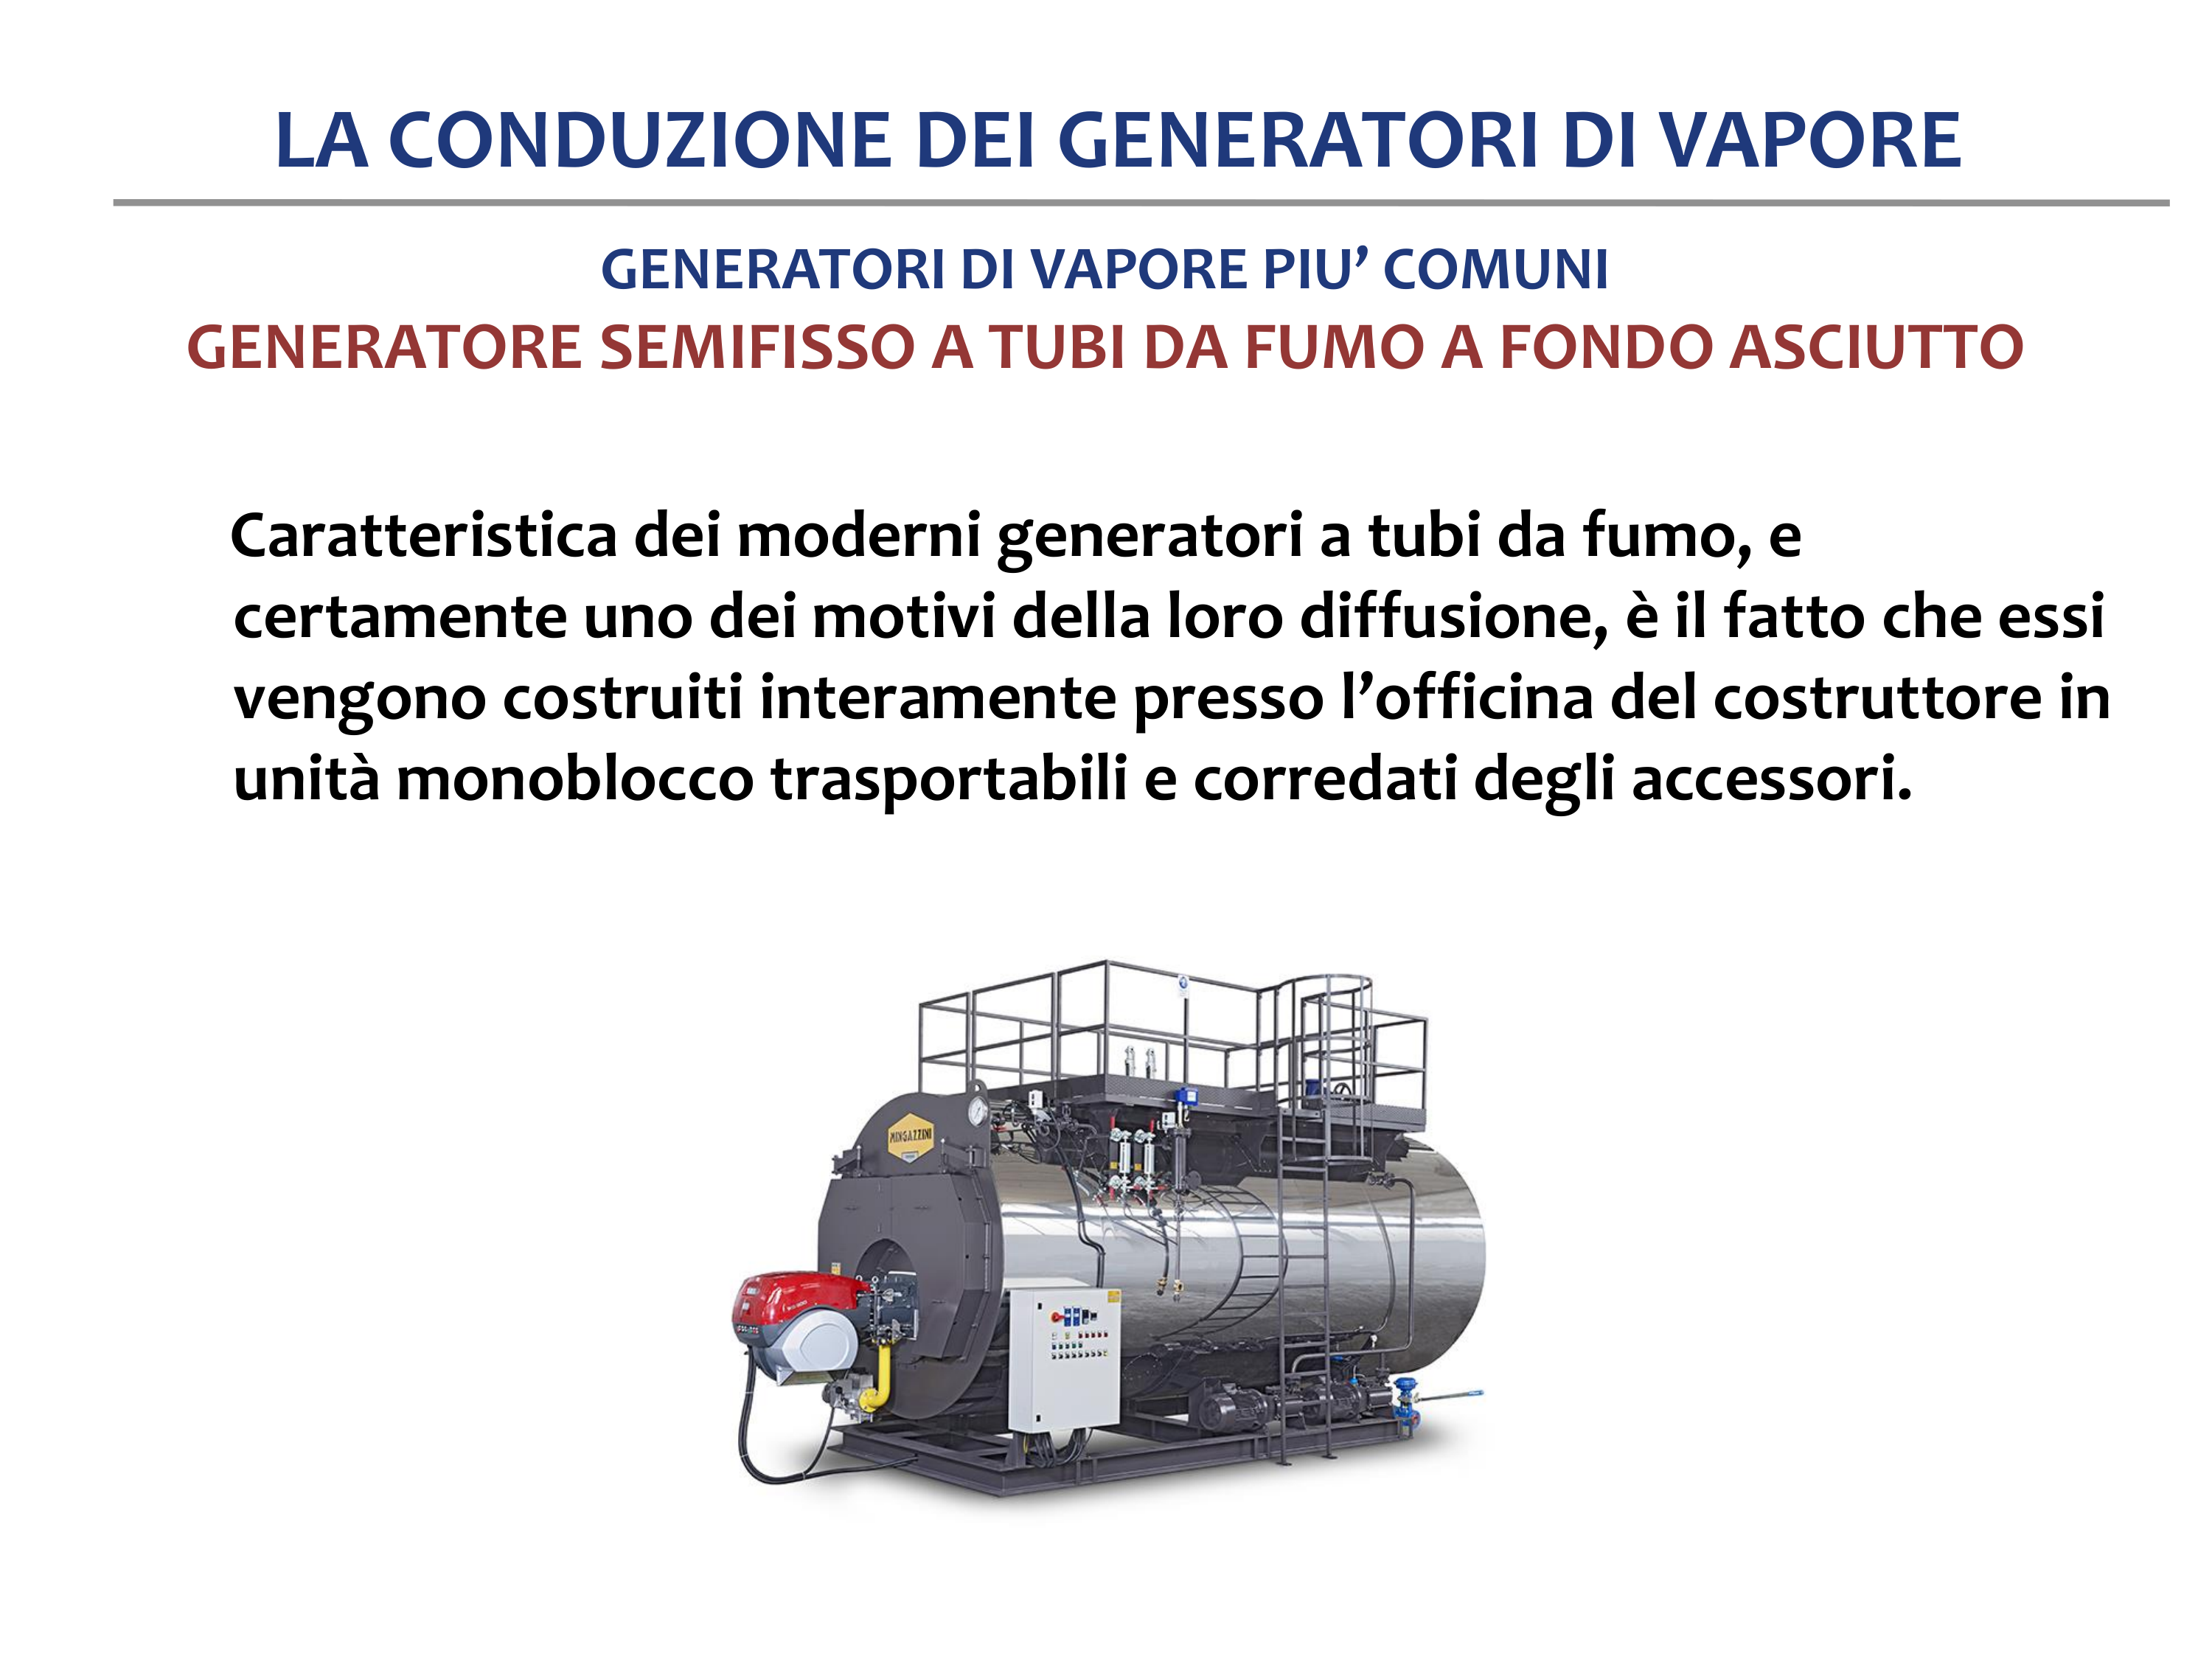 LA CONDUZIONE DEI GENERATORI DI VAPORE
GENERATORI DI VAPORE PIU’ COMUNI
GENERATORE SEMIFISSO A TUBI DA FUMO A FONDO ASCIUTTO
Caratteristica dei moderni generatori a tubi da fumo, e
certamente uno dei motivi della loro diffusione, è il fatto che essi
vengono costruiti interamente presso l’officina del costruttore in
unità monoblocco trasportabili e corredati degli accessori.
MINGAZZINI